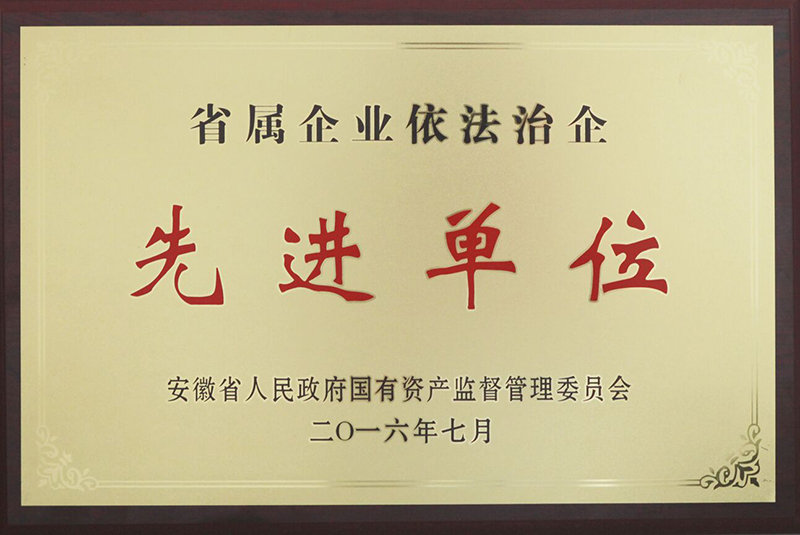 省属企业依法治企
先进单位
安徽省人民政府国有资产监督管理委员会
二〇一六年七月